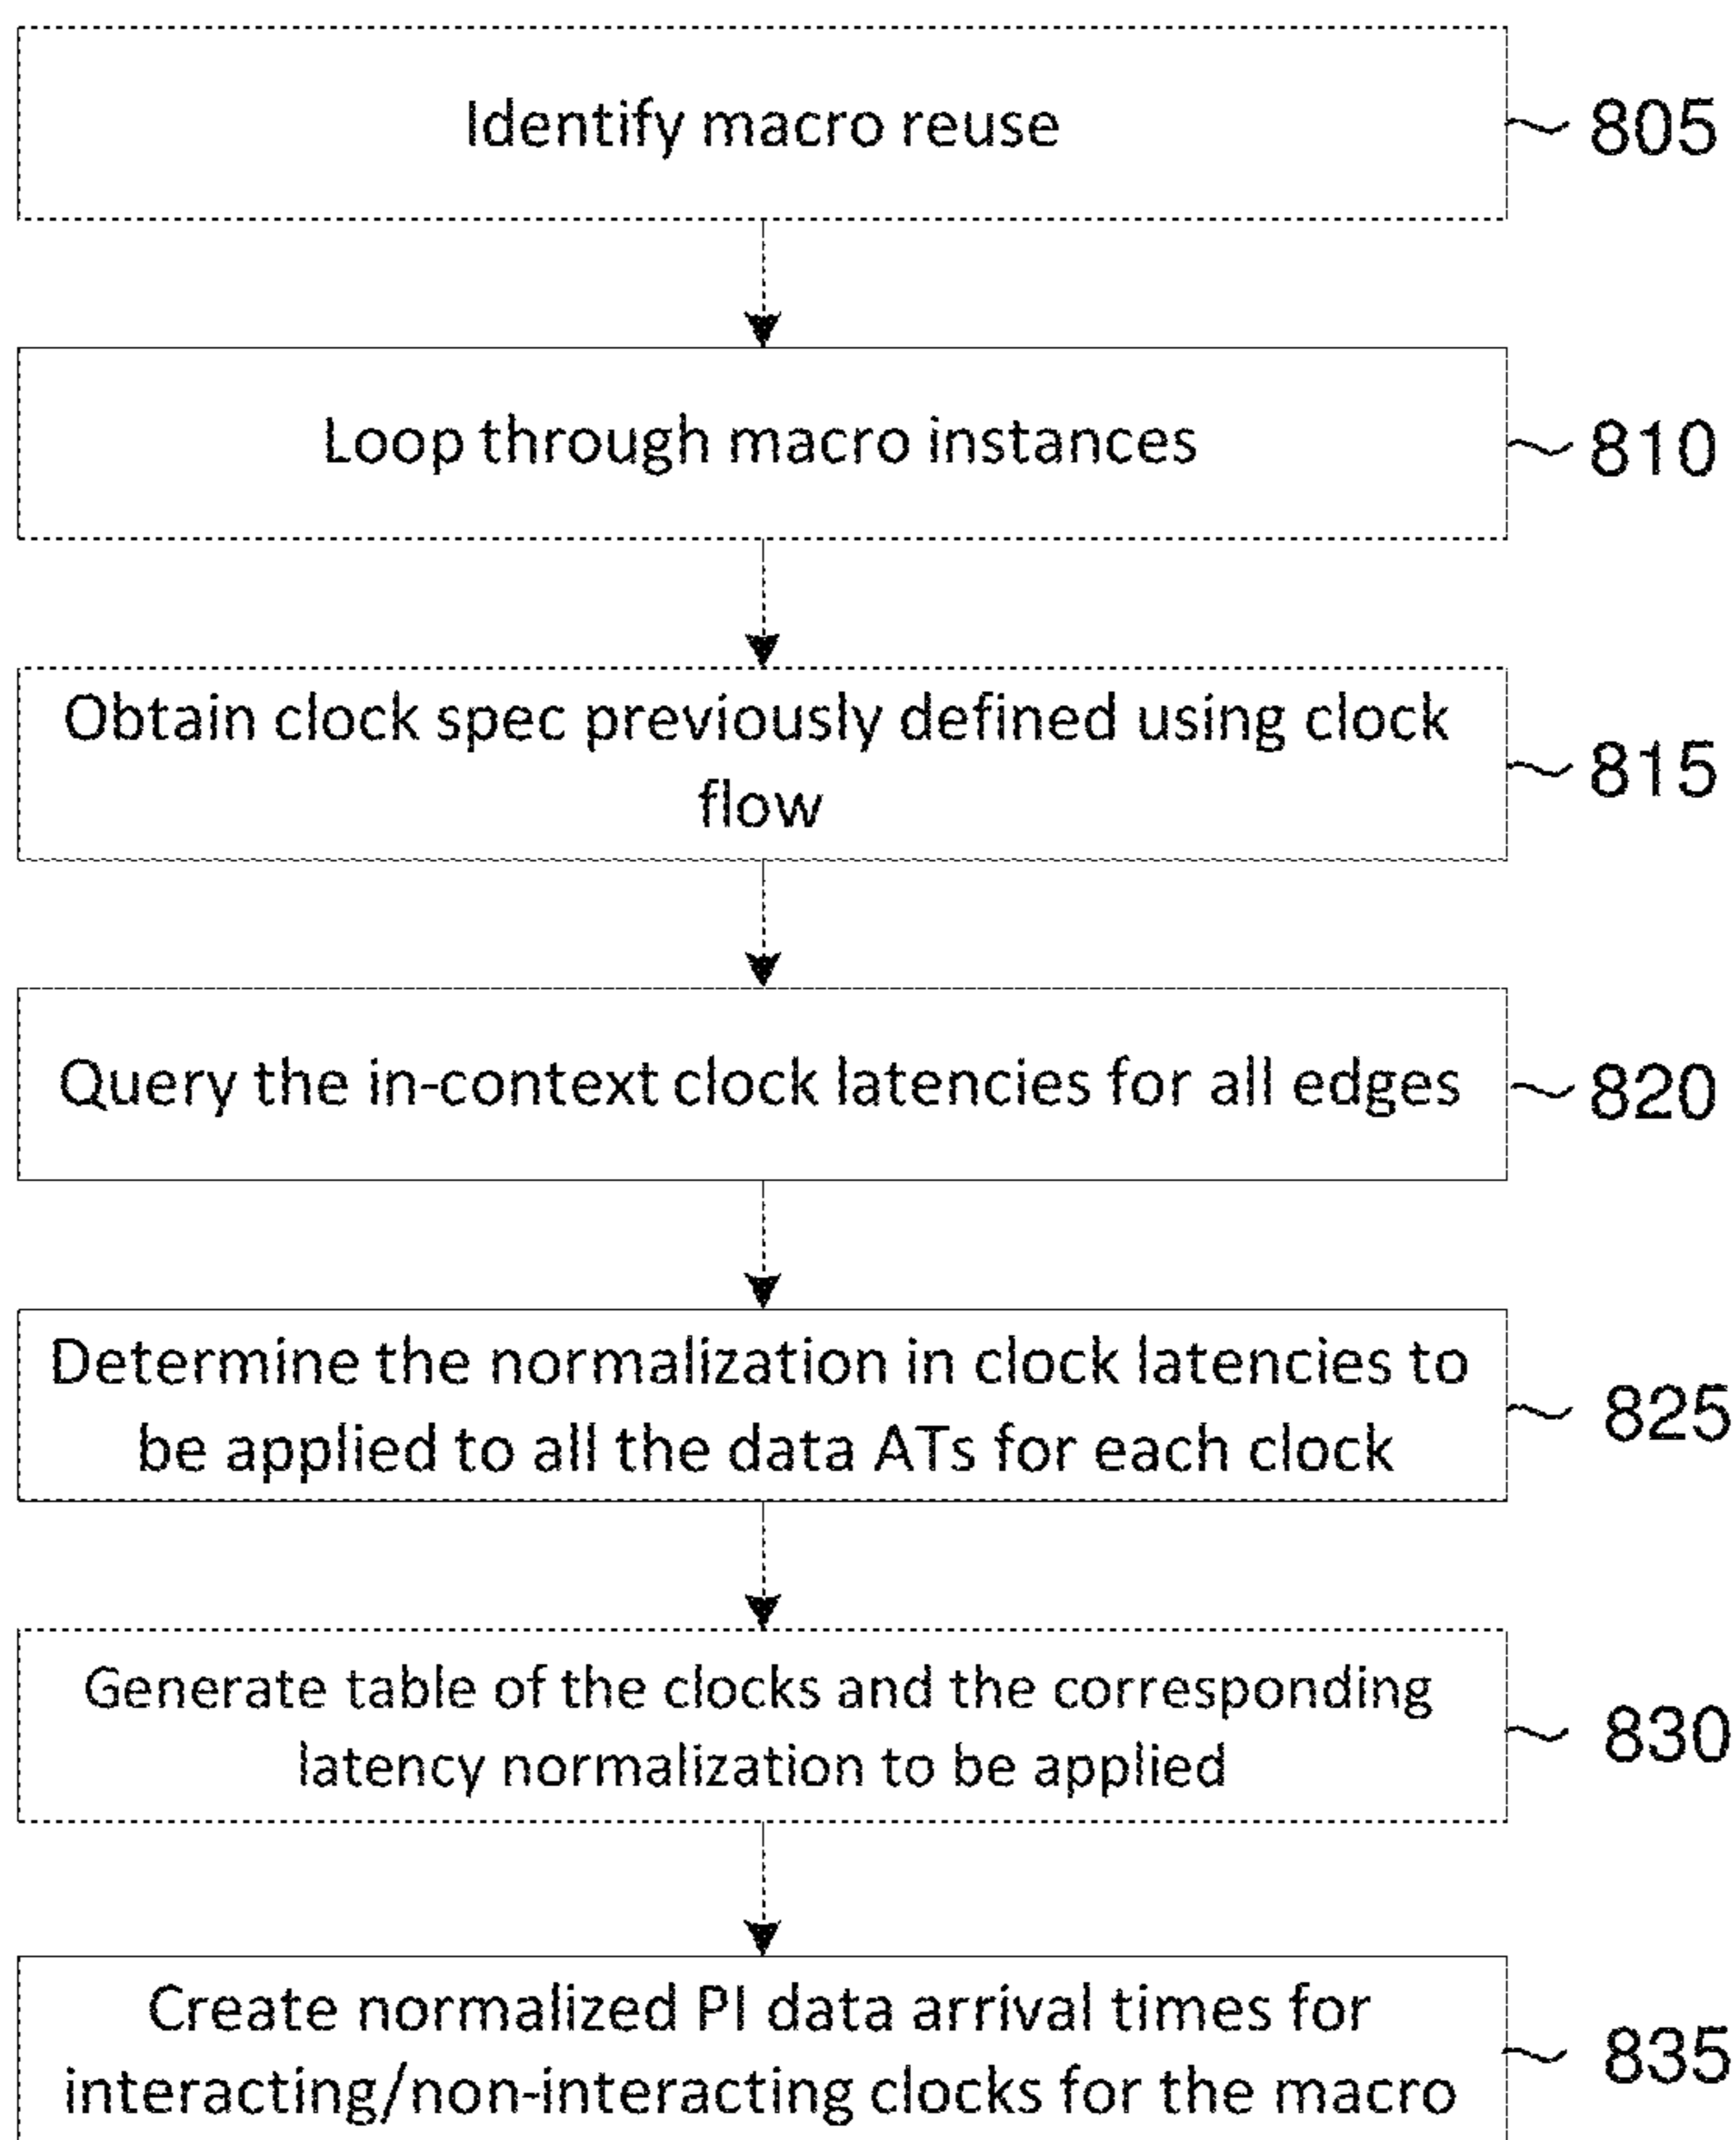 Identify macro reuse
805
Loop through macro instances
810
Obtain clock spec previously defined using clock
flow
815
Query the in-context clock latencies for all edges
820
Determine the normalization in clock latencies to
be applied to all the data ATs for each clock
825
Generate table of the clocks and the corresponding
latency normalization to be applied
830
Create normalized PI data arrival times for
interacting/non-interacting clocks for the macro
835